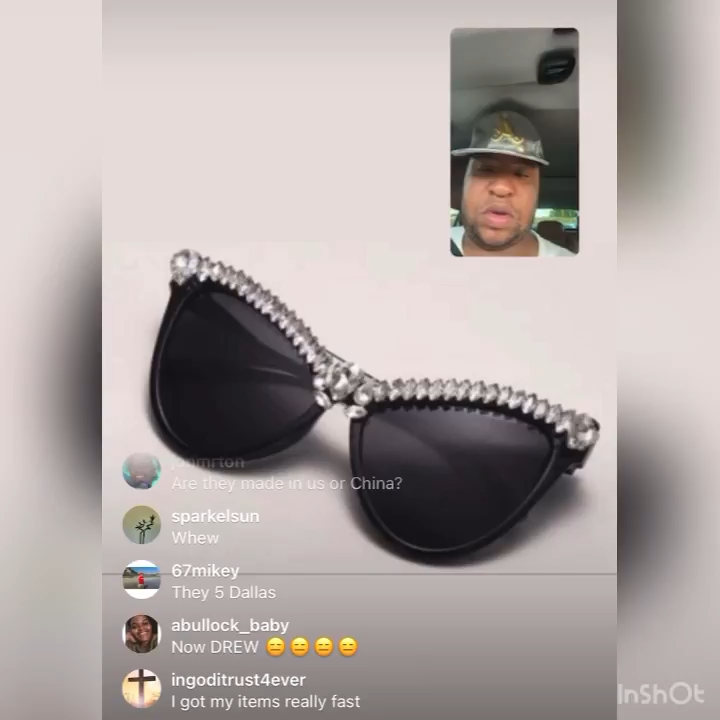 Are they made in us or China?
sparkelsun
Whew
67mikey
They 5 Dallas
abullock_baby
Now DREW 😑😑😑😑
ingoditrust4ever
I got my items really fast
InShOt